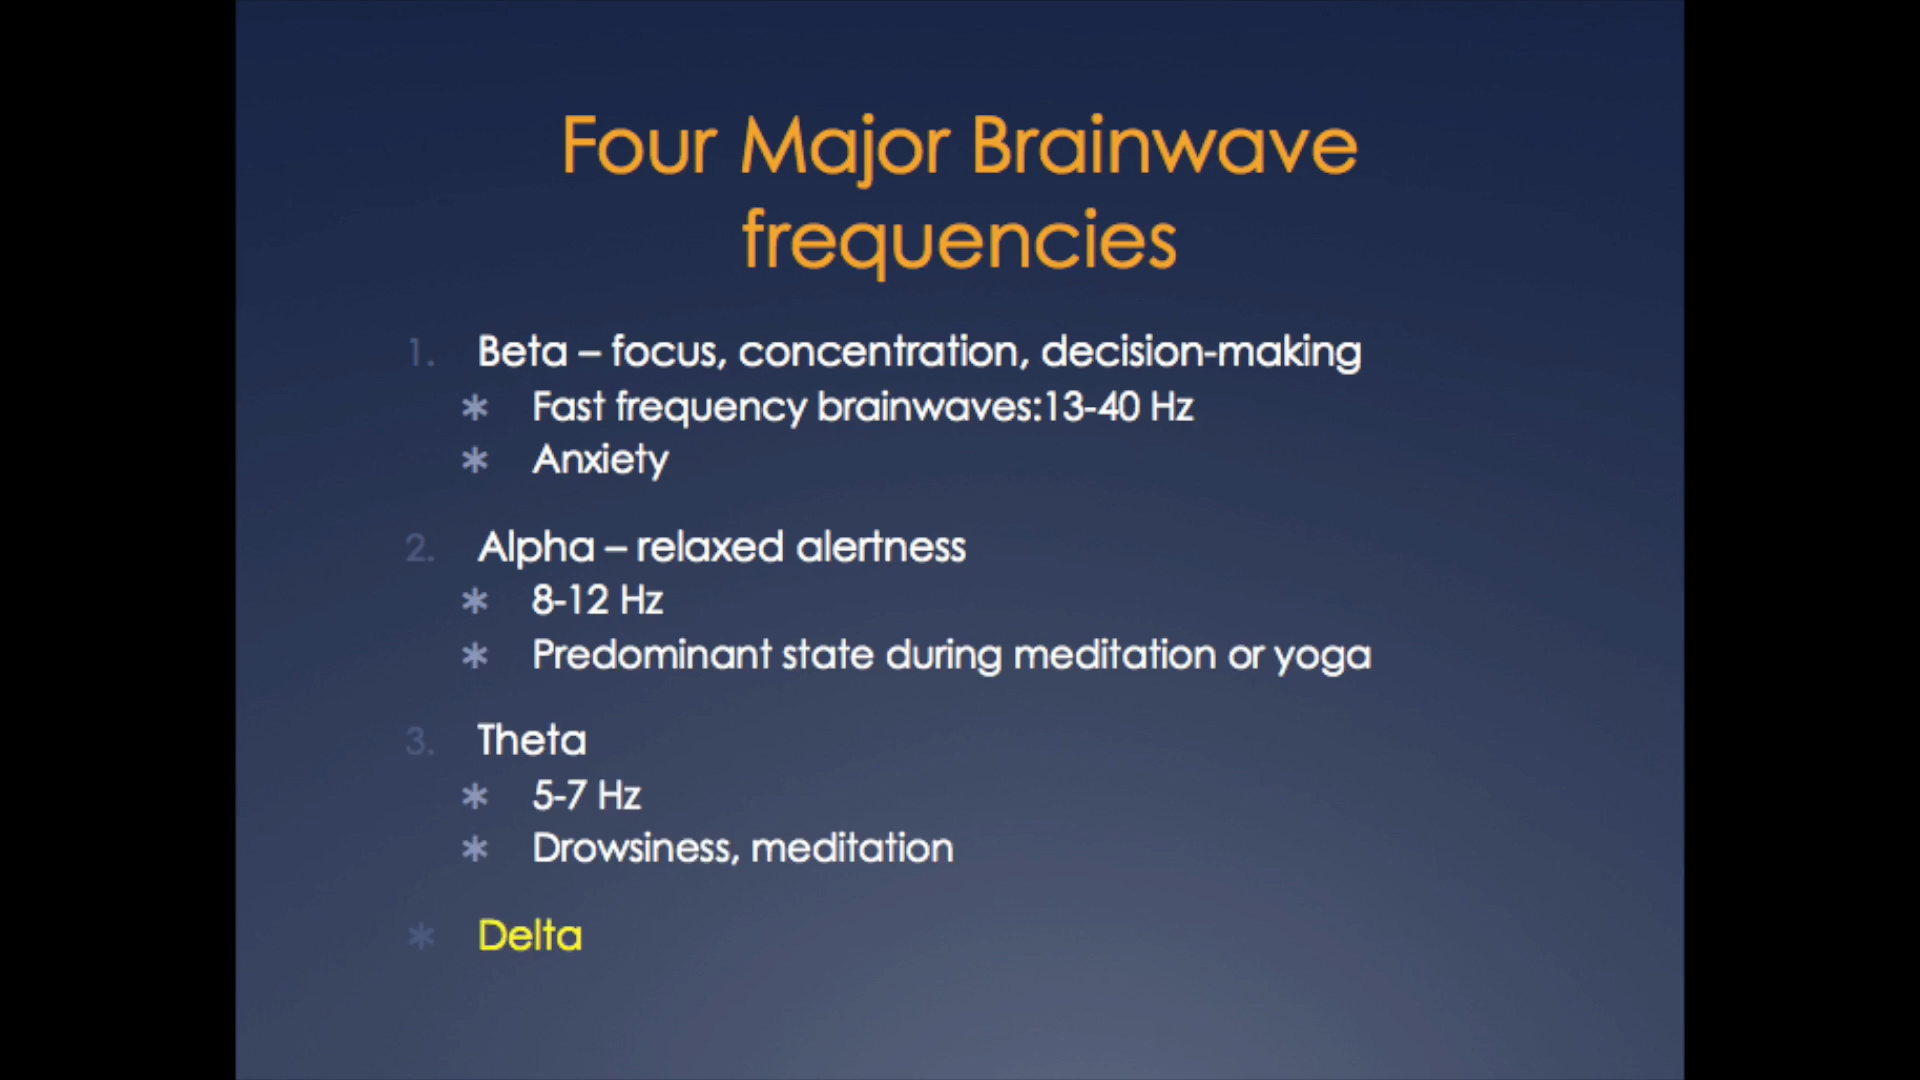 Four Major Brainwave
frequencies
1. Beta – focus, concentration, decision-making
* Fast frequency brainwaves:13-40 Hz
* Anxiety
2. Alpha – relaxed alertness
* 8-12 Hz
* Predominant state during meditation or yoga
3. Theta
* 5-7 Hz
* Drowsiness, meditation
* Delta